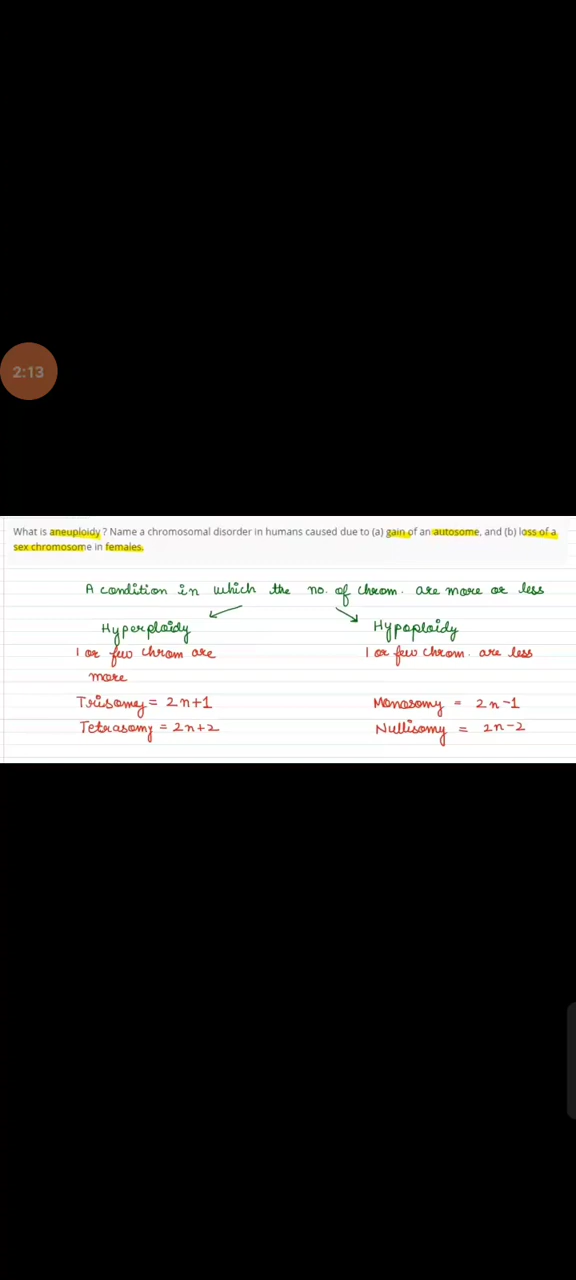 2:13
What is aneuploidy ? Name a chromosomal disorder in humans caused due to (a) gain of an autosome, and (b) loss of a
sex chromosome in females.
A condition in which the no. of chrom. are more or less
Hyperploidy
1 or few chrom are
more
Trisomy = 2n+1
Tetrasomy = 2n+2
Hypoploidy
1 or few chrom. are less
Monosomy = 2n-1
Nullisomy = 2n-2